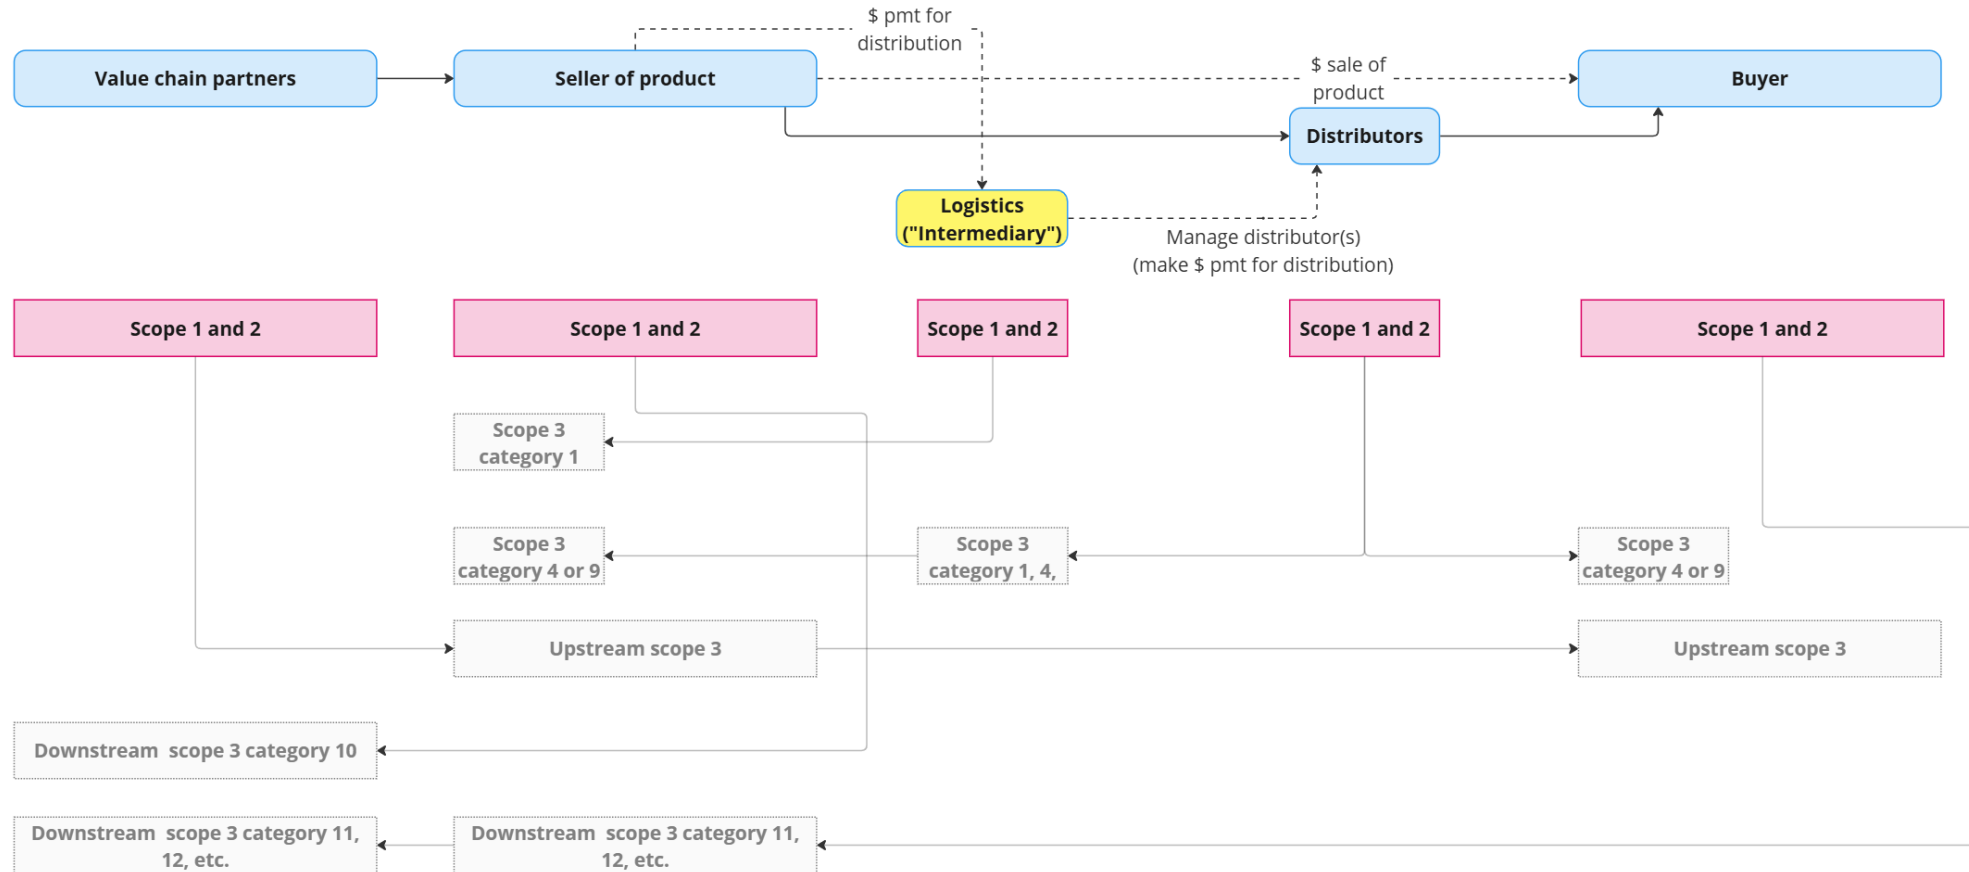 $ pmt for
distribution
Value chain partners
Seller of product
$ sale of
product
Buyer
Distributors
Logistics
("Intermediary")
Manage distributor(s)
(make $ pmt for distribution)
Scope 1 and 2
Scope 1 and 2
Scope 1 and 2
Scope 1 and 2
Scope 1 and 2
Scope 3
category 1
Scope 3
category 4 or 9
Scope 3
category 1, 4,
Scope 3
category 4 or 9
Upstream scope 3
Upstream scope 3
Downstream  scope 3 category 10
Downstream  scope 3 category 11,
12, etc.
Downstream  scope 3 category 11,
12, etc.